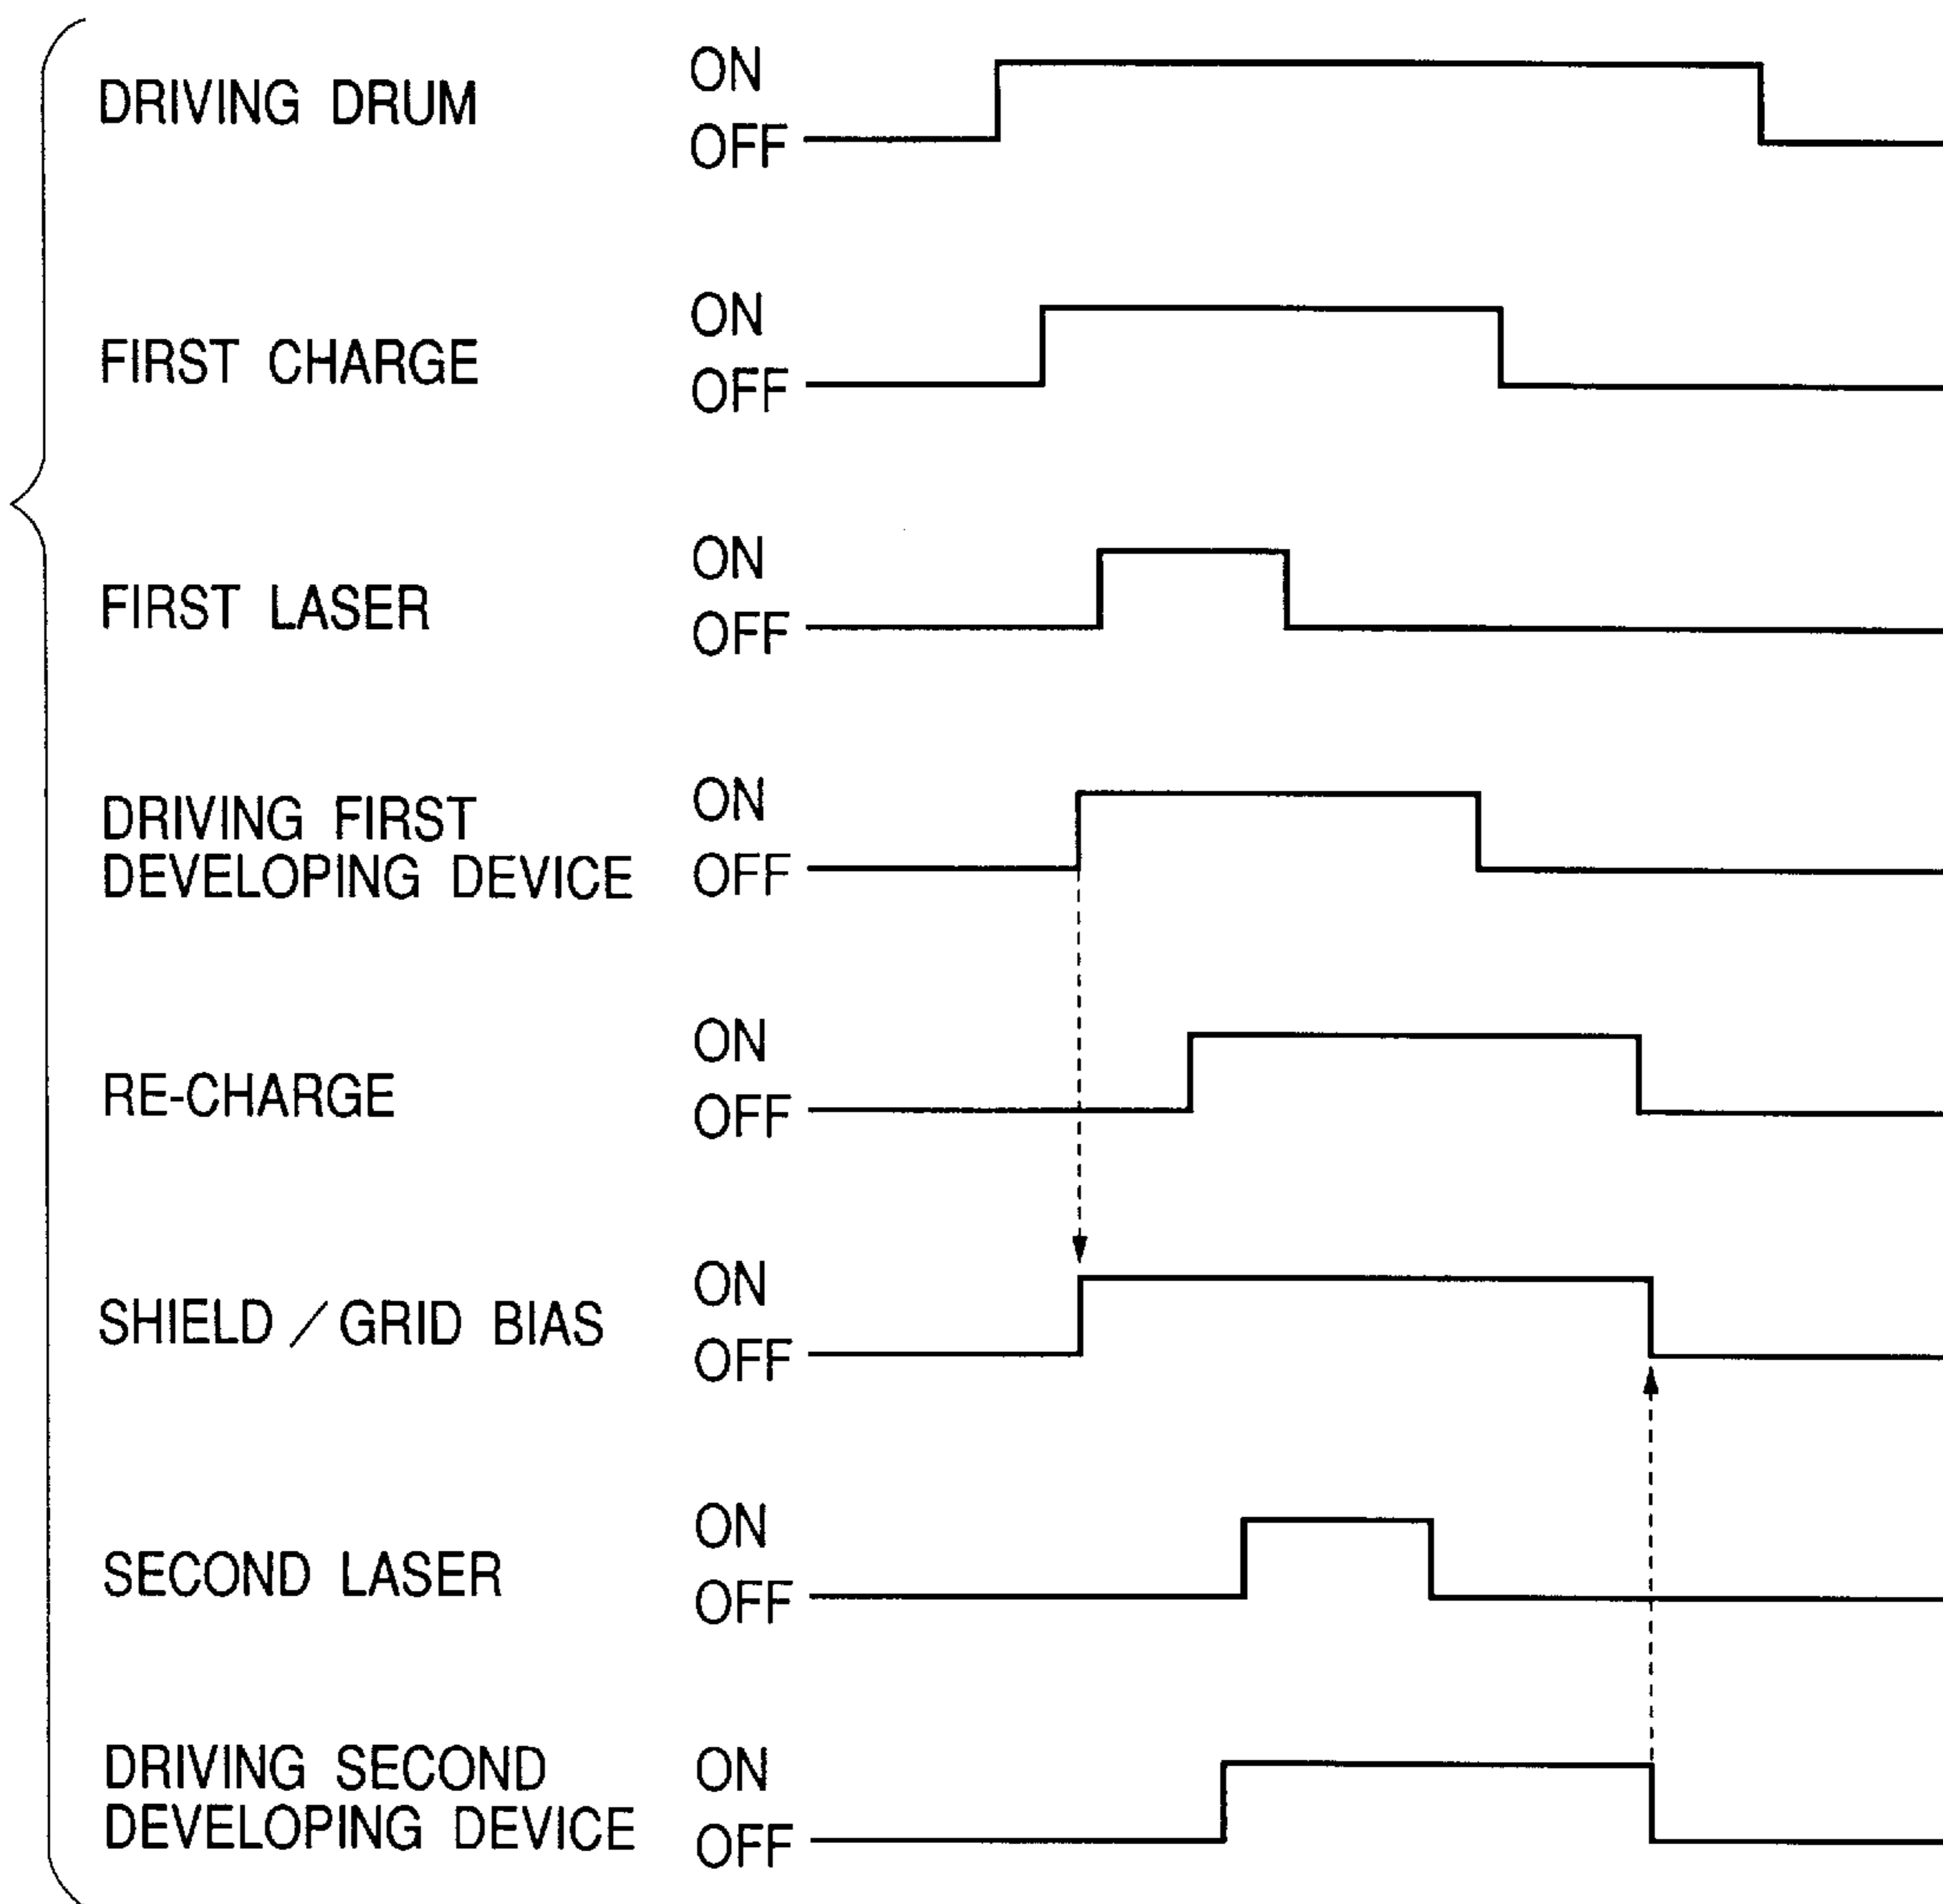 DRIVING DRUM
ON
OFF
FIRST CHARGE
ON
OFF
FIRST LASER
ON
OFF
DRIVING FIRST
DEVELOPING DEVICE
ON
OFF
RE-CHARGE
ON
OFF
SHIELD/GRID BIAS
ON
OFF
SECOND LASER
ON
OFF
DRIVING SECOND
DEVELOPING DEVICE
ON
OFF